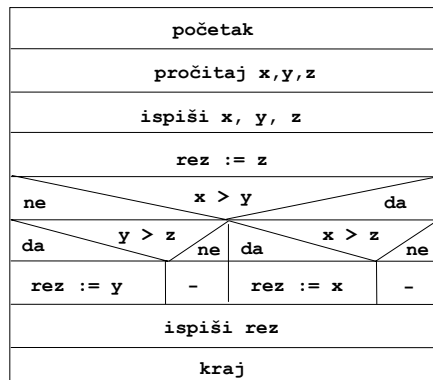 početak
pročitaj x,y,z
ispiši x, y, z
rez := z
ne x > y da
da y > z ne da x > z ne
rez := y - rez := x -
ispiši rez
kraj